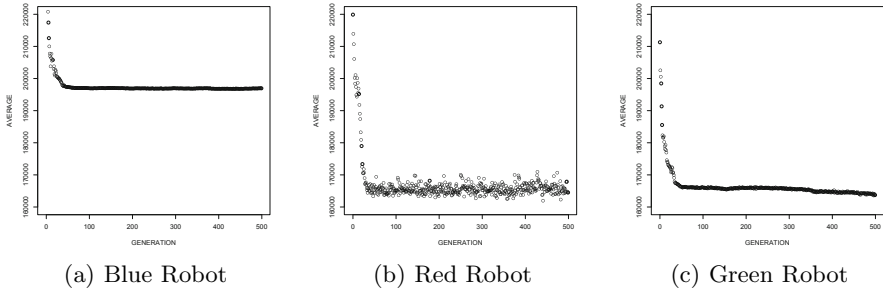 220000
210000
200000
190000
180000
170000
160000
AVERAGE
0 100 200 300 400 500
GENERATION
(a) Blue Robot
220000
210000
200000
190000
180000
170000
160000
AVERAGE
0 100 200 300 400 500
GENERATION
(b) Red Robot
220000
210000
200000
190000
180000
170000
160000
AVERAGE
0 100 200 300 400 500
GENERATION
(c) Green Robot